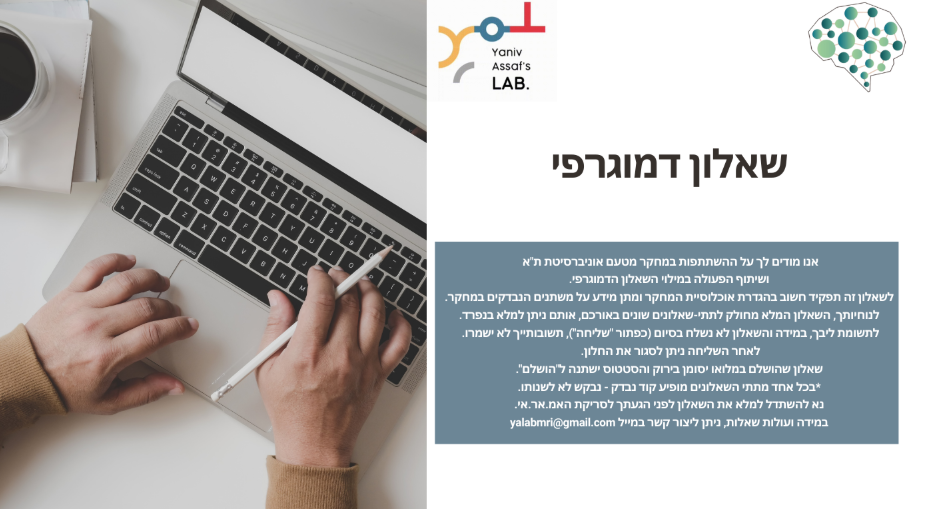 Yaniv
Assaf's
LAB.
שאלון דמוגרפי
אנו מודים לך על ההשתתפות במחקר מטעם אוניברסיטת ת"א
ושיתוף הפעולה במילוי השאלון הדמוגרפי.
לשאלון זה תפקיד חשוב בהגדרת אוכלוסיית המחקר ומתן מידע על משתנים הנבדקים במחקר.
לנוחיותך, השאלון המלא מחולק לתתי-שאלונים שונים באורכם, אותם ניתן למלא בנפרד.
לתשומת ליבך, במידה והשאלון לא נשלח בסיום (כפתור "שליחה"), תשובותייך לא ישמרו.
לאחר השליחה ניתן לסגור את החלון.
שאלון שהושלם במלואו יסומן בירוק והסטטוס ישתנה ל"הושלם".
*בכל אחד מתתי השאלונים מופיע קוד נבדק - נבקש לא לשנותו.
נא להשתדל למלא את השאלון לפני הגעתך לסריקת האמ.אר.אי.
במידה ועולות שאלות, ניתן ליצור קשר במייל yalabmri@gmail.com